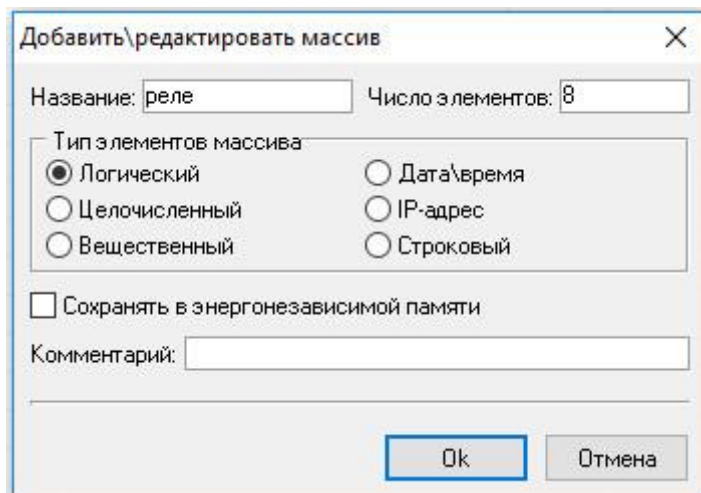 Добавить\редактировать массив
Название: реле Число элементов: 8
Тип элементов массива
Логический Дата\время
Целочисленный IP-адрес
Вещественный Строковый
Сохранять в энергонезависимой памяти
Комментарий:
Ok Отмена